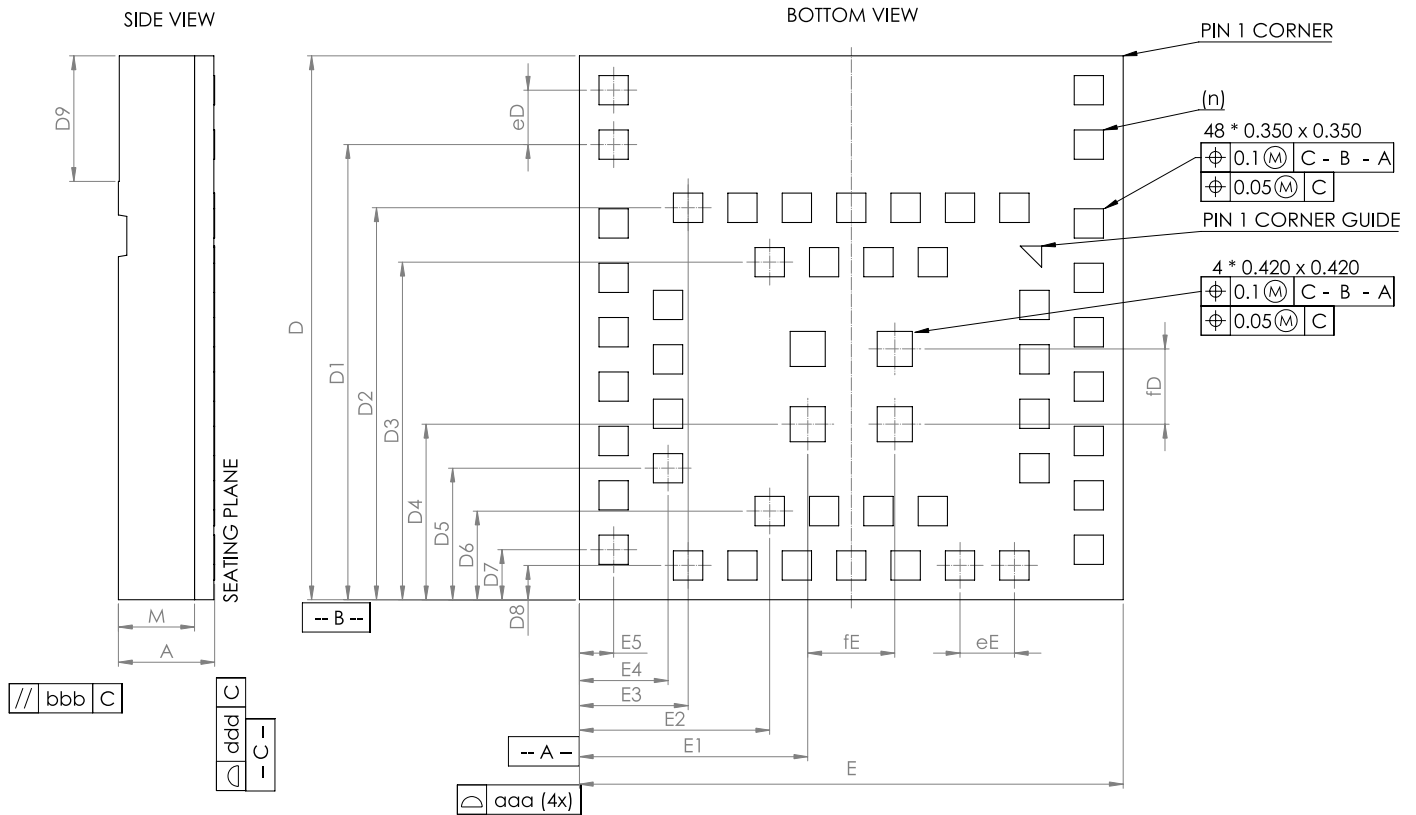 SIDE VIEW
BOTTOM VIEW
PIN 1 CORNER
(n)
48 * 0.350 x 0.350
⌖ 0.1 Ⓜ C - B - A
⌖ 0.05 Ⓜ C
PIN 1 CORNER GUIDE
4 * 0.420 x 0.420
⌖ 0.1 Ⓜ C - B - A
⌖ 0.05 Ⓜ C
D9
eD
D
D1
D2
D3
D4
D5
D6
D7
D8
fD
SEATING PLANE
M
A
-- B --
E5
fE
eE
E4
E3
E2
-- A --
E1
E
// bbb C
⌓ ddd C
- C -
⌓ aaa (4x)